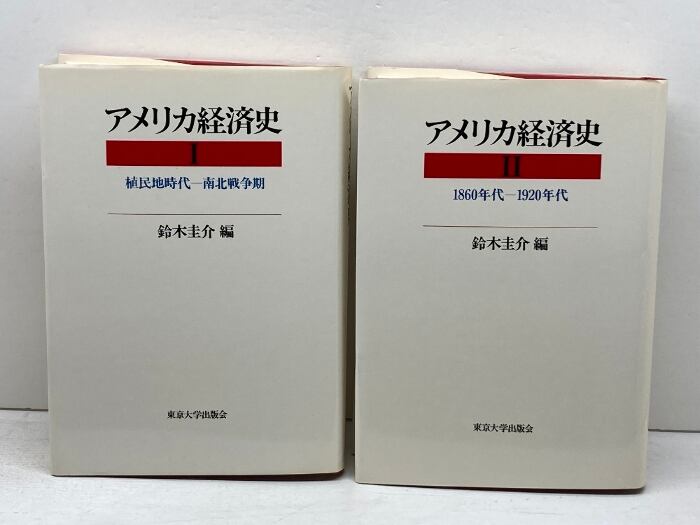 アメリカ経済史
I
植民地時代―南北戦争期
鈴木圭介 編
東京大学出版会
アメリカ経済史
II
1860年代―1920年代
鈴木圭介 編
東京大学出版会